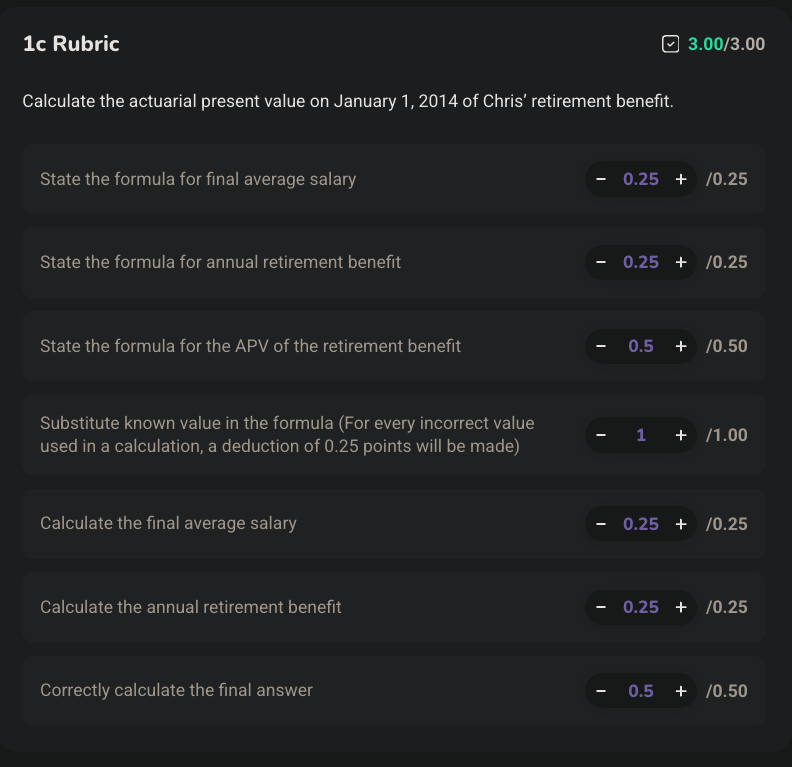 1c Rubric
3.00/3.00
Calculate the actuarial present value on January 1, 2014 of Chris’ retirement benefit.
State the formula for final average salary
− 0.25 + /0.25
State the formula for annual retirement benefit
− 0.25 + /0.25
State the formula for the APV of the retirement benefit
− 0.5 + /0.50
Substitute known value in the formula (For every incorrect value
used in a calculation, a deduction of 0.25 points will be made)
− 1 + /1.00
Calculate the final average salary
− 0.25 + /0.25
Calculate the annual retirement benefit
− 0.25 + /0.25
Correctly calculate the final answer
− 0.5 + /0.50